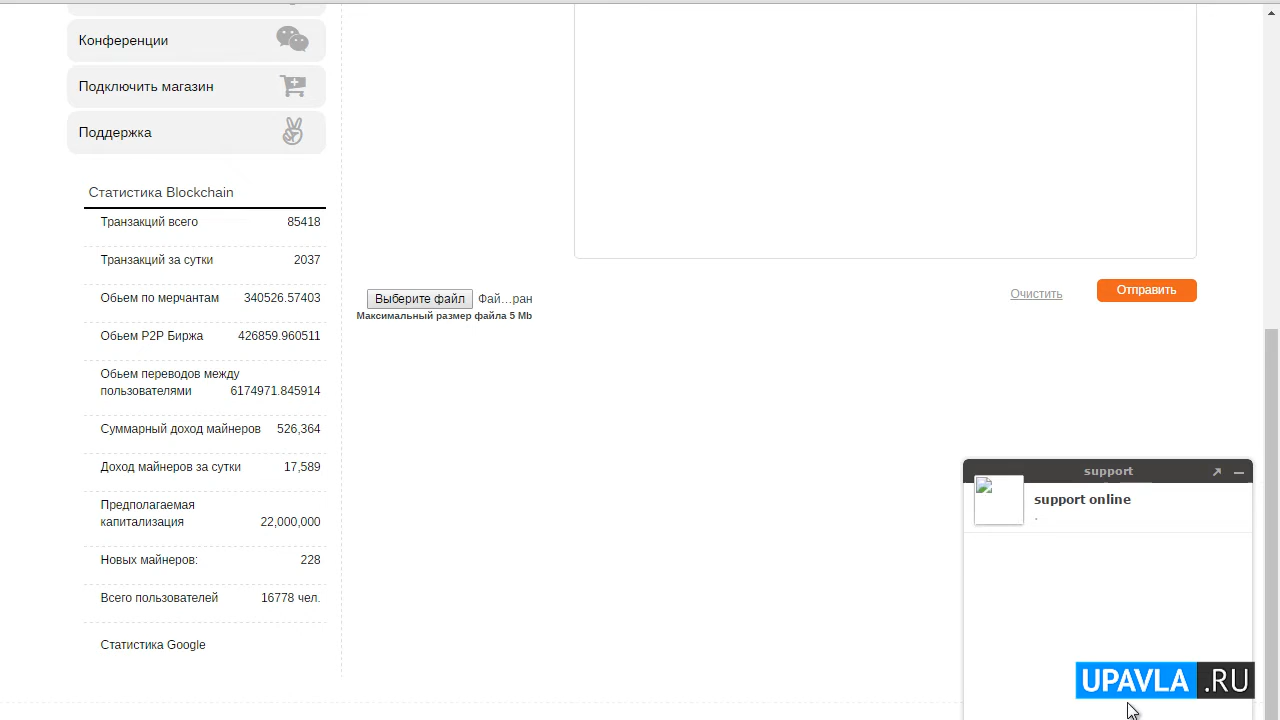 Конференции
Подключить магазин
Поддержка
Статистика Blockchain
Транзакций всего 85418
Транзакций за сутки 2037
Обьем по мерчантам 340526.57403
Обьем P2P Биржа 426859.960511
Обьем переводов между
пользователями 6174971.845914
Суммарный доход майнеров 526,364
Доход майнеров за сутки 17,589
Предполагаемая
капитализация 22,000,000
Новых майнеров: 228
Всего пользователей 16778 чел.
Статистика Google
Выберите файл Фай…ран
Максимальный размер файла 5 Mb
Очистить
Отправить
support
support online
.
UPAVLA.RU